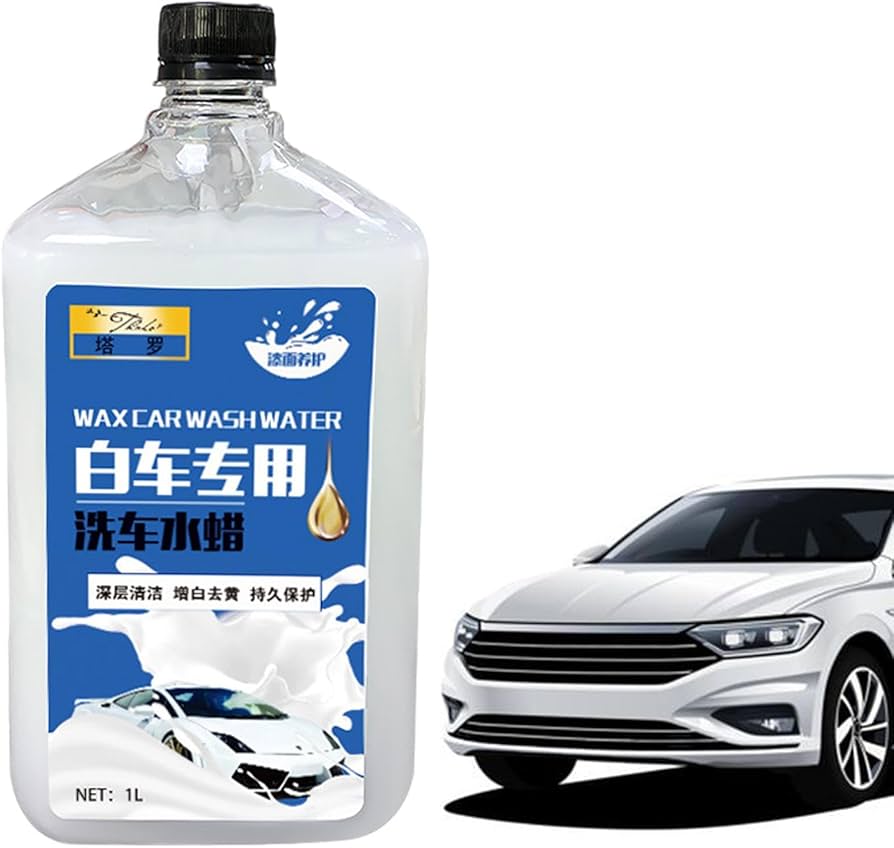 塔 罗
漆面养护
WAX CAR WASH WATER
白车专用
洗车水蜡
深层清洁 增白去黄 持久保护
NET: 1L